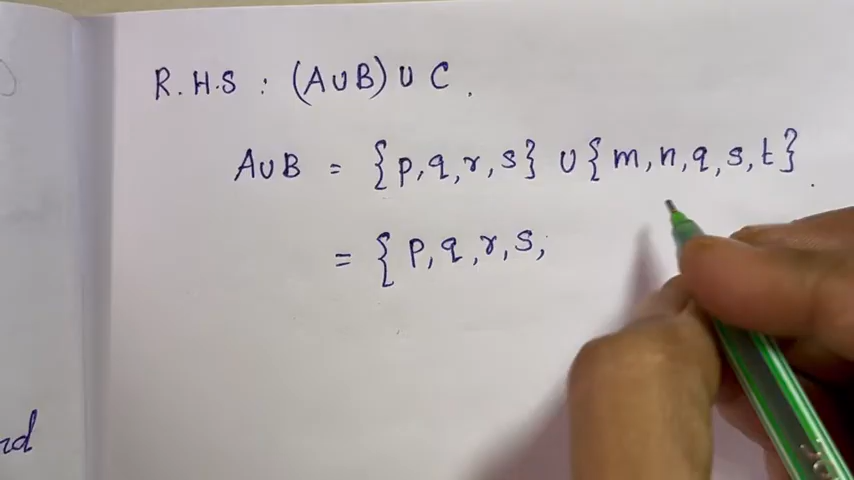 R.H.S : (A∪B) ∪ C .
A∪B = {p,q,r,s} ∪ {m,n,q,s,t} .
= {p,q,r,s,